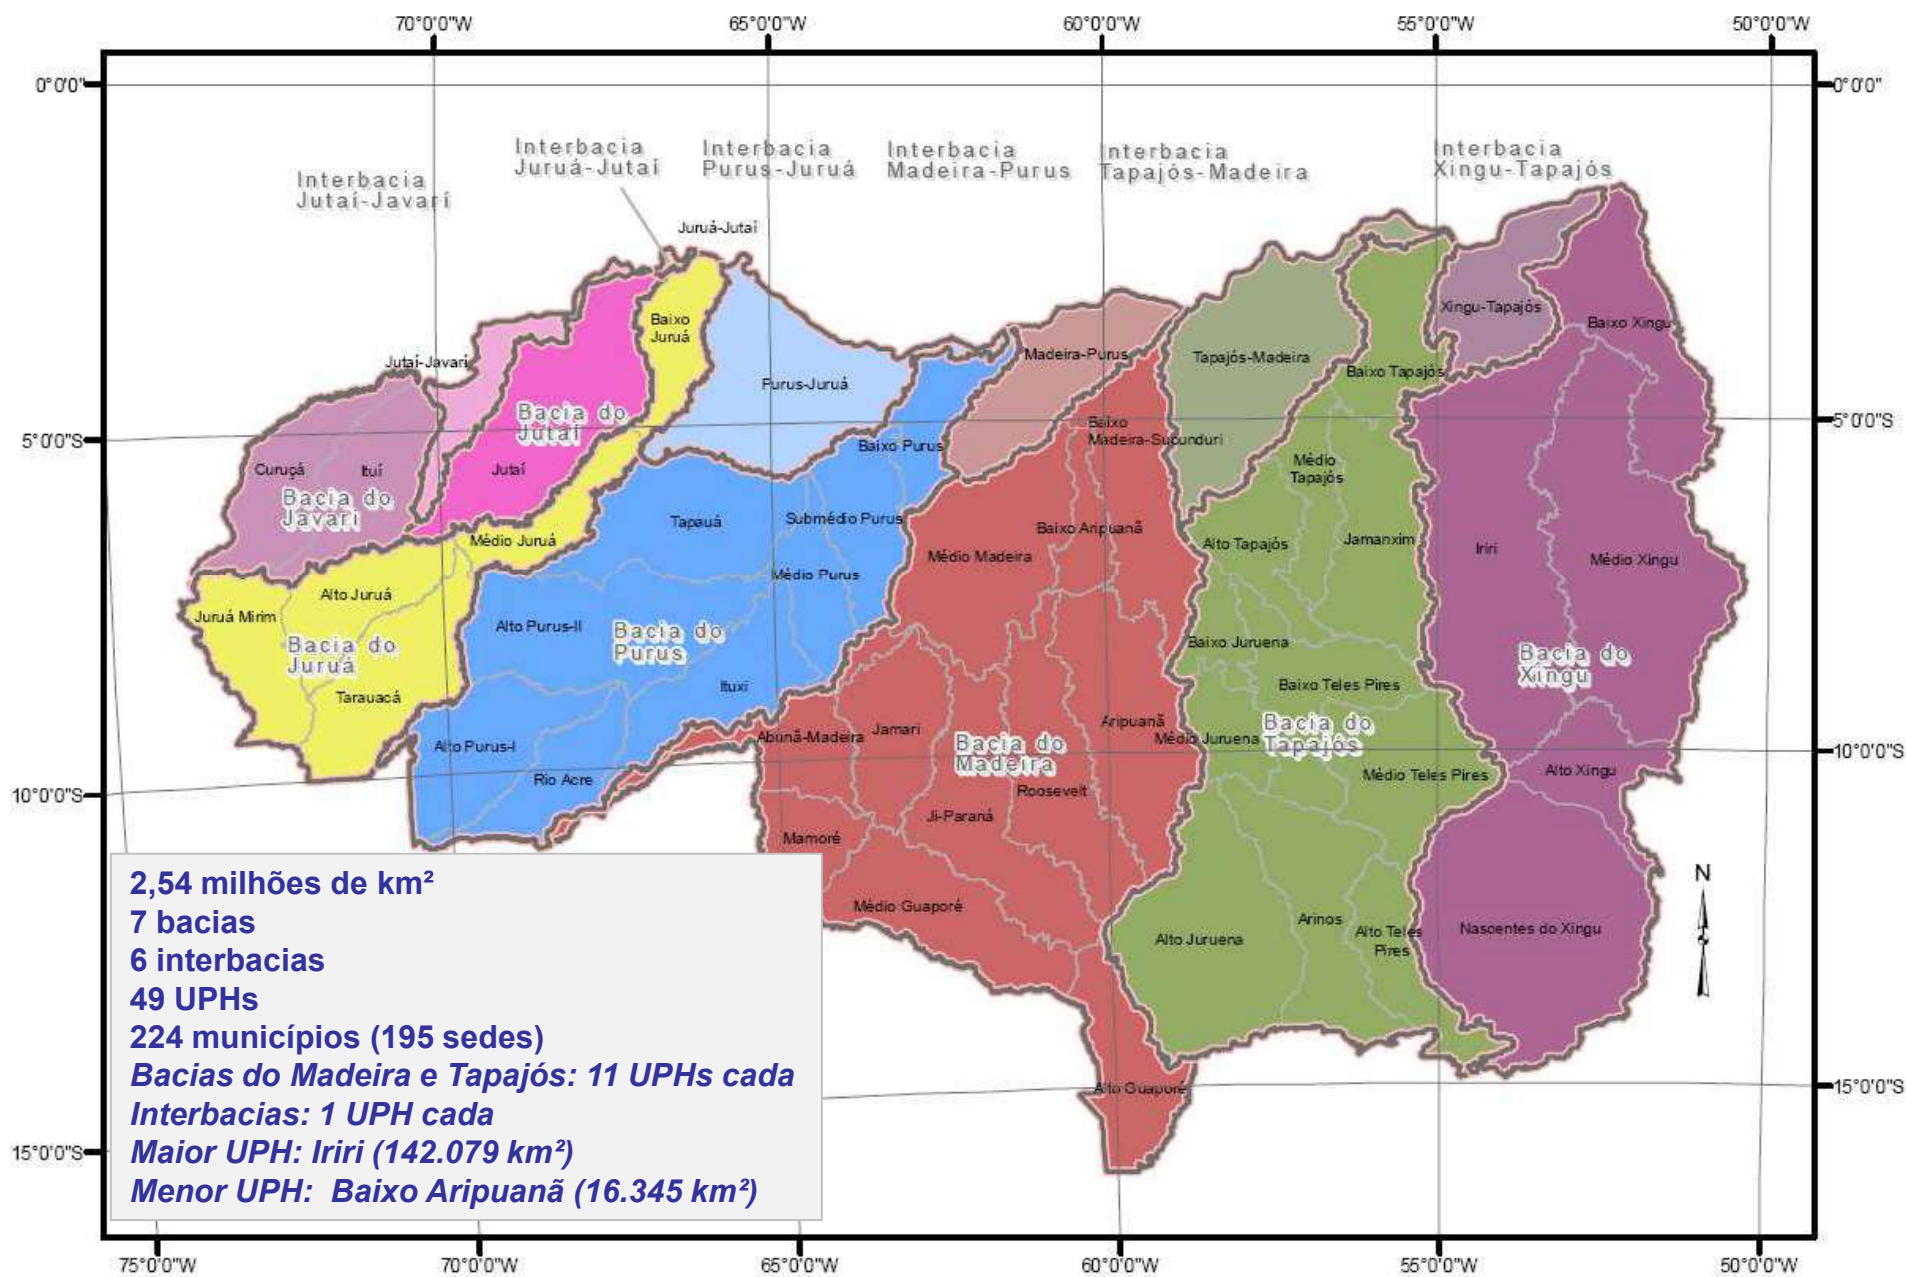 70°0'0"W
65°0'0"W
60°0'0"W
55°0'0"W
50°0'0"W
0°0'0"
0°0'0"
Interbacia
Jutaí-Javarí
Interbacia
Juruá-Jutaí
Interbacia
Purus-Juruá
Interbacia
Madeira-Purus
Interbacia
Tapajós-Madeira
Interbacia
Xingu-Tapajós
Juruá-Jutaí
Baixo
Juruá
Xingu-Tapajós
Baixo Xingu
Jutaí-Javarí
Purus-Juruá
Madeira-Purus
Tapajós-Madeira
Baixo Tapajós
Bacia do
Jutaí
Baixo
Madeira-Sucunduri
5°0'0"S
5°0'0"S
Baixo Purus
Curuçá
Ituí
Jutaí
Médio
Tapajós
Bacia do
Javarí
Tapauá
Submédio Purus
Baixo Aripuanã
Médio Juruá
Médio Madeira
Alto Tapajós
Jamanxim
Iriri
Médio Xingu
Médio Purus
Alto Juruá
Juruá Mirim
Alto Purus-II
Bacia do
Purus
Bacia do
Juruá
Baixo Juruena
Bacia do
Xingu
Tarauacá
Ituxi
Baixo Teles Pires
Alto Purus-I
Abunã-Madeira
Jamari
Aripuanã
Bacia do
Madeira
Médio Juruena
Bacia do
Tapajós
10°0'0"S
10°0'0"S
Rio Acre
Roosevelt
Médio Teles Pires
Alto Xingu
Ji-Paraná
Mamoré
Médio Guaporé
Alto Juruena
Arinos
Alto Teles
Pires
Nascentes do Xingu
N
Alto Guaporé
15°0'0"S
15°0'0"S
2,54 milhões de km²
7 bacias
6 interbacias
49 UPHs
224 municípios (195 sedes)
Bacias do Madeira e Tapajós: 11 UPHs cada
Interbacias: 1 UPH cada
Maior UPH: Iriri (142.079 km²)
Menor UPH: Baixo Aripuanã (16.345 km²)
75°0'0"W
70°0'0"W
65°0'0"W
60°0'0"W
55°0'0"W
50°0'0"W